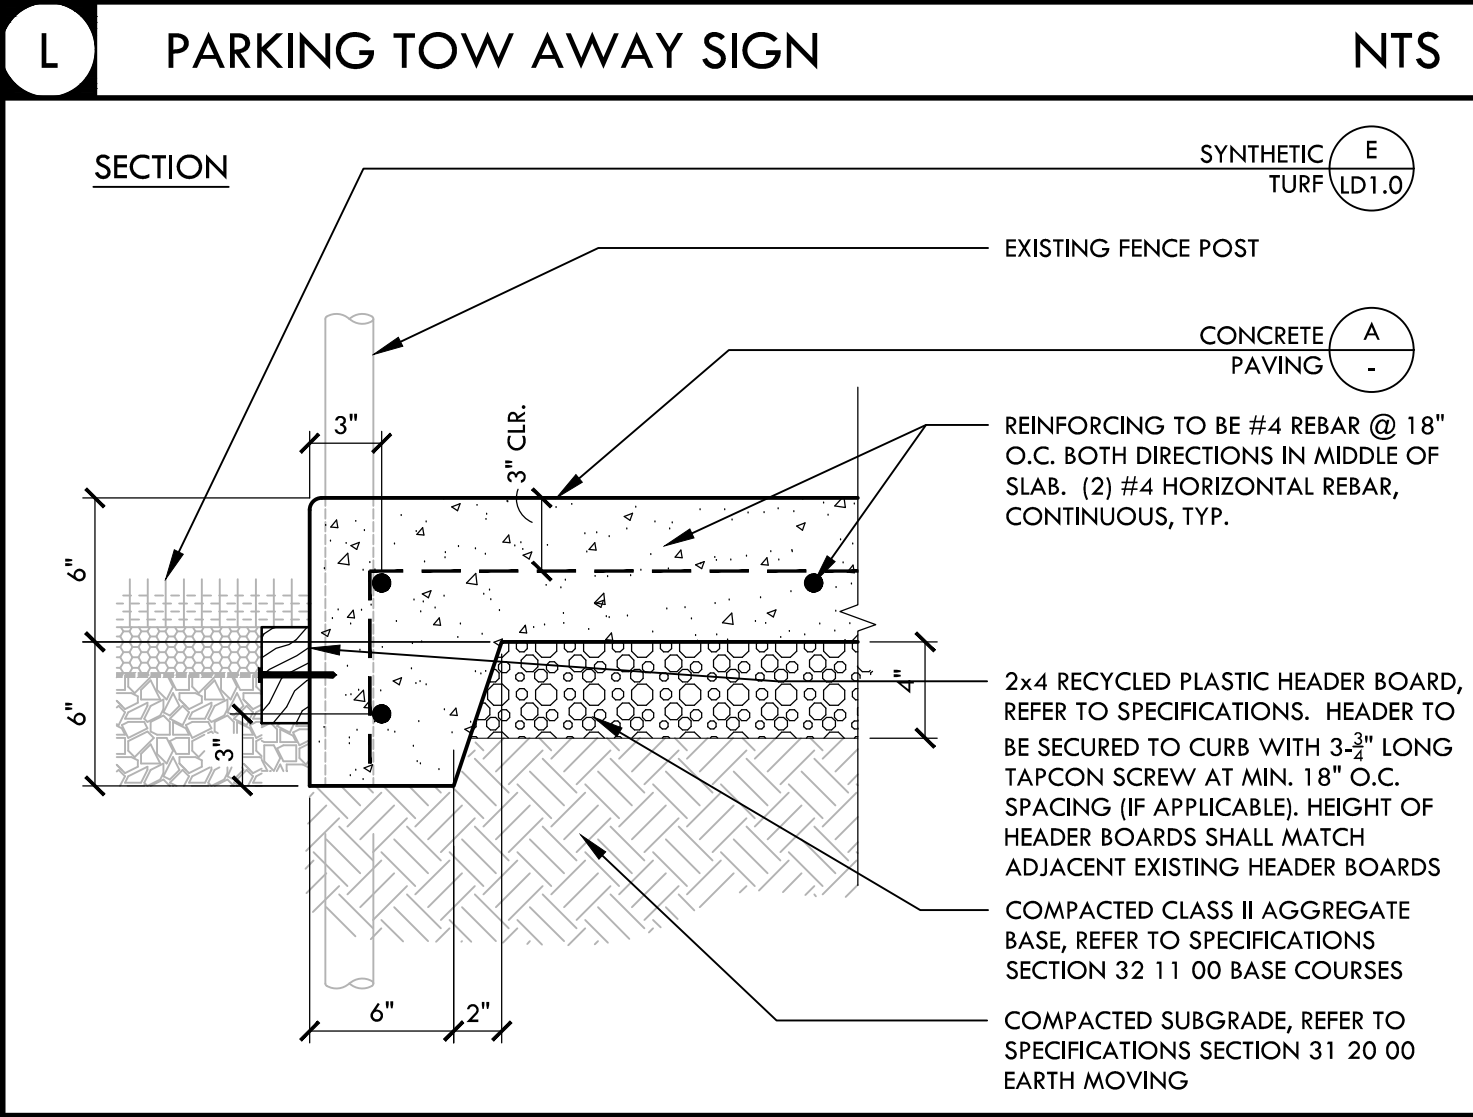 L
PARKING TOW AWAY SIGN
NTS
SECTION
SYNTHETIC
TURF
E
LD1.0
EXISTING FENCE POST
CONCRETE
PAVING
A
-
REINFORCING TO BE #4 REBAR @ 18"
O.C. BOTH DIRECTIONS IN MIDDLE OF
SLAB. (2) #4 HORIZONTAL REBAR,
CONTINUOUS, TYP.
3"
3" CLR.
6"
6"
3"
4"
2x4 RECYCLED PLASTIC HEADER BOARD,
REFER TO SPECIFICATIONS. HEADER TO
BE SECURED TO CURB WITH 3-3/4" LONG
TAPCON SCREW AT MIN. 18" O.C.
SPACING (IF APPLICABLE). HEIGHT OF
HEADER BOARDS SHALL MATCH
ADJACENT EXISTING HEADER BOARDS
COMPACTED CLASS II AGGREGATE
BASE, REFER TO SPECIFICATIONS
SECTION 32 11 00 BASE COURSES
6"
2"
COMPACTED SUBGRADE, REFER TO
SPECIFICATIONS SECTION 31 20 00
EARTH MOVING